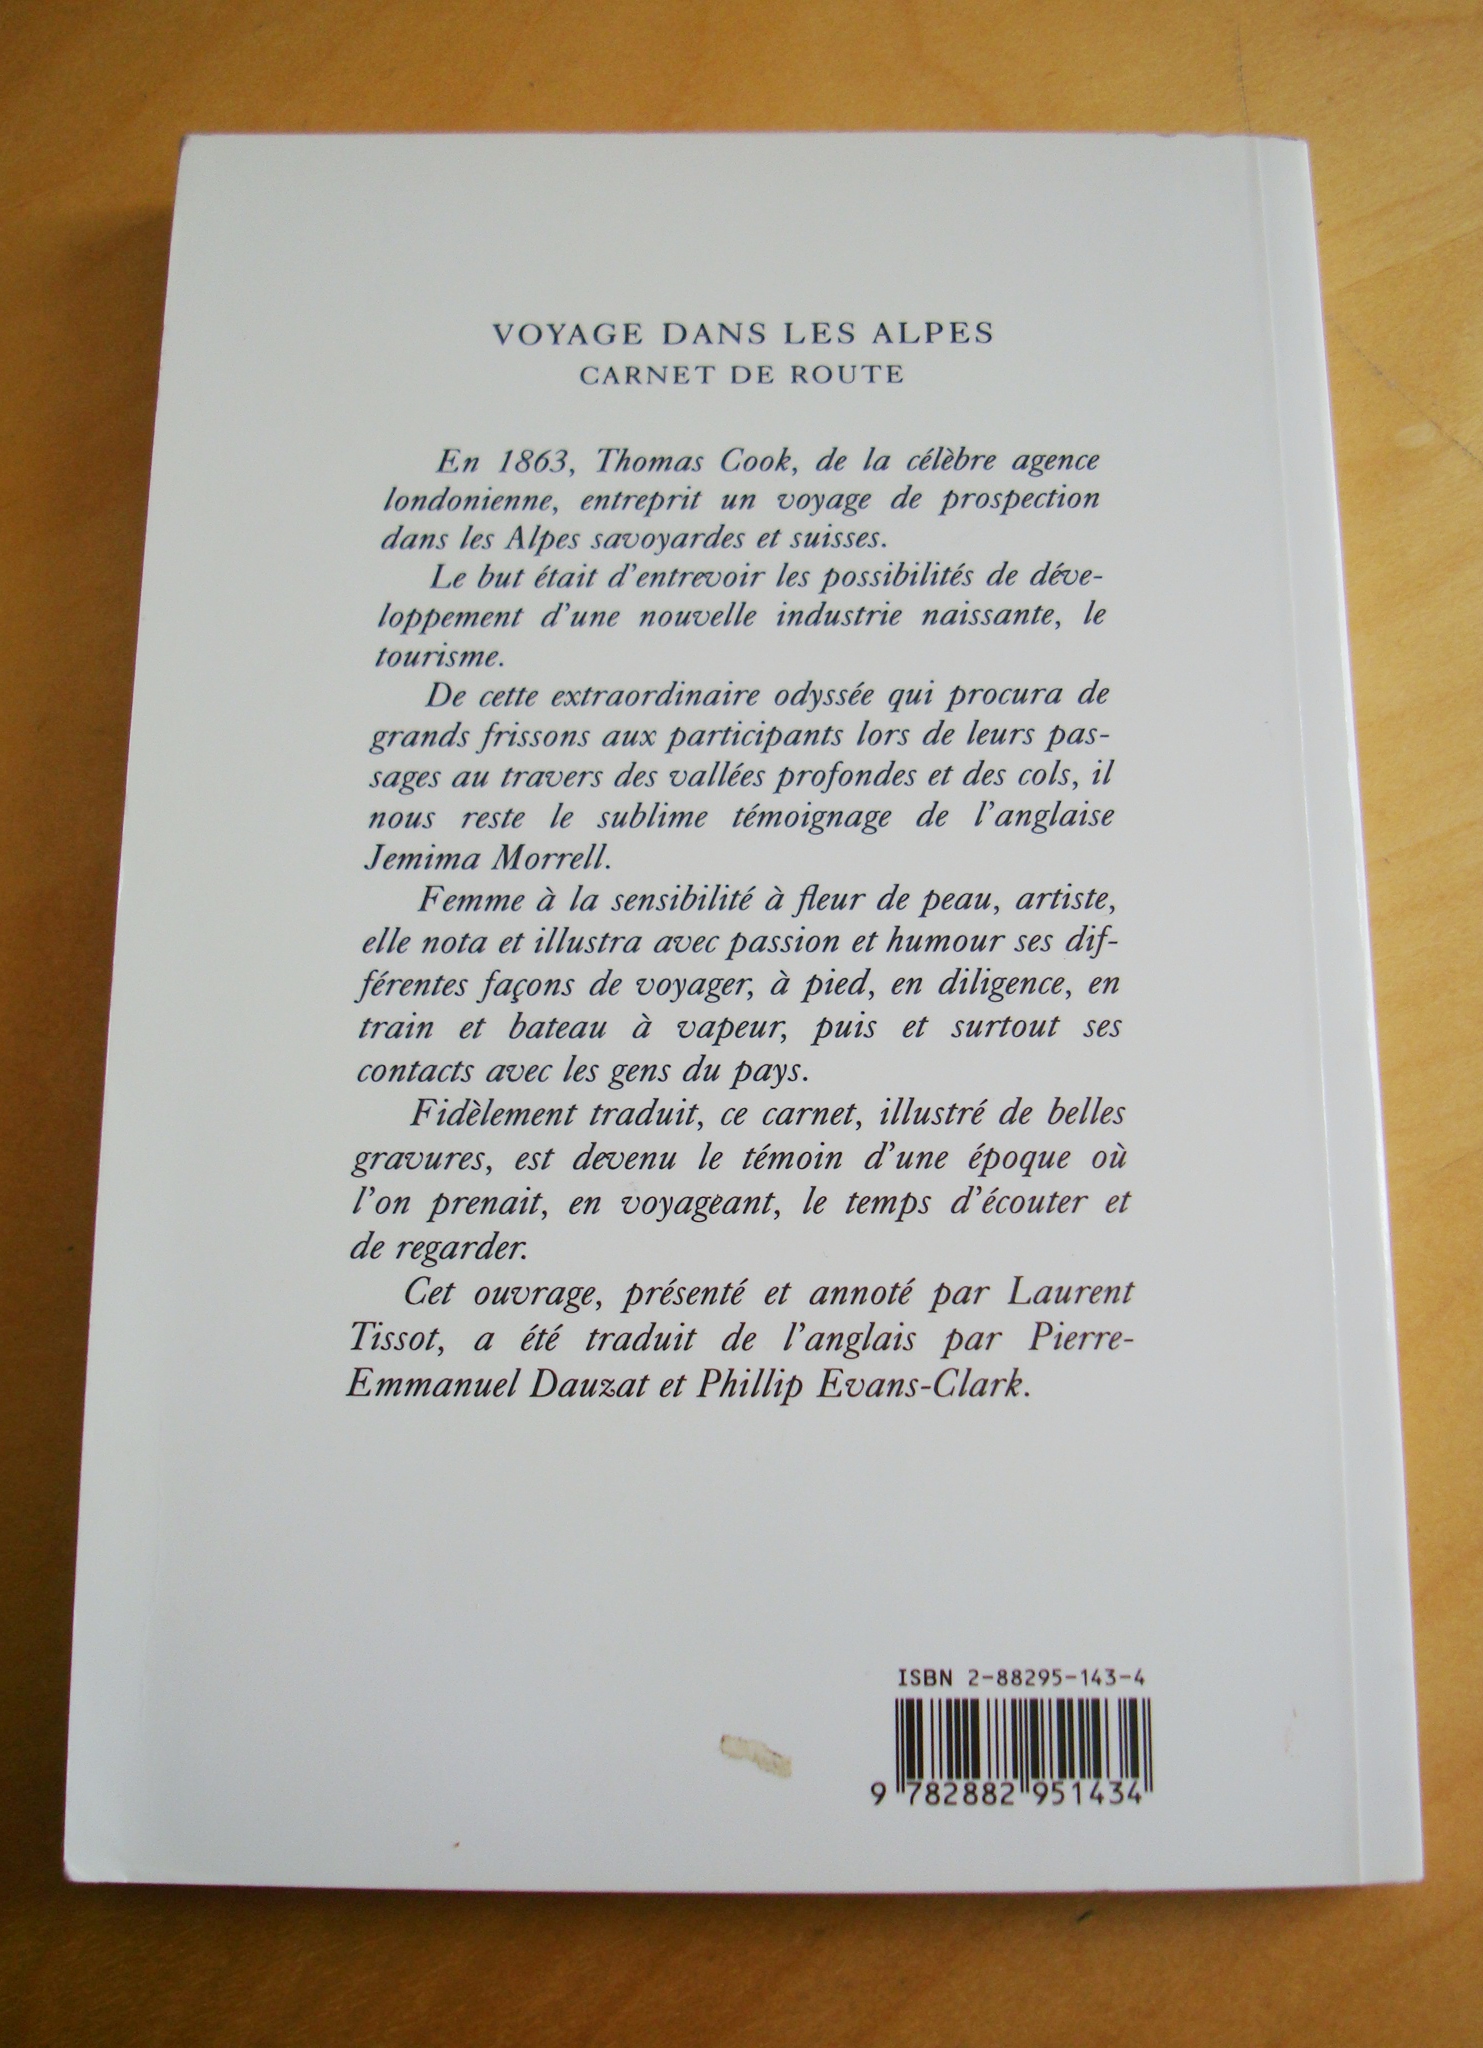 VOYAGE DANS LES ALPES
CARNET DE ROUTE
En 1863, Thomas Cook, de la célèbre agence
londonienne, entreprit un voyage de prospection
dans les Alpes savoyardes et suisses.
Le but était d'entrevoir les possibilités de déve-
loppement d'une nouvelle industrie naissante, le
tourisme.
De cette extraordinaire odyssée qui procura de
grands frissons aux participants lors de leurs pas-
sages au travers des vallées profondes et des cols, il
nous reste le sublime témoignage de l'anglaise
Jemima Morrell.
Femme à la sensibilité à fleur de peau, artiste,
elle nota et illustra avec passion et humour ses dif-
férentes façons de voyager, à pied, en diligence, en
train et bateau à vapeur, puis et surtout ses
contacts avec les gens du pays.
Fidèlement traduit, ce carnet, illustré de belles
gravures, est devenu le témoin d'une époque où
l'on prenait, en voyageant, le temps d'écouter et
de regarder.
Cet ouvrage, présenté et annoté par Laurent
Tissot, a été traduit de l'anglais par Pierre-
Emmanuel Dauzat et Phillip Evans-Clark.
ISBN 2-88295-143-4
9 782882 951434